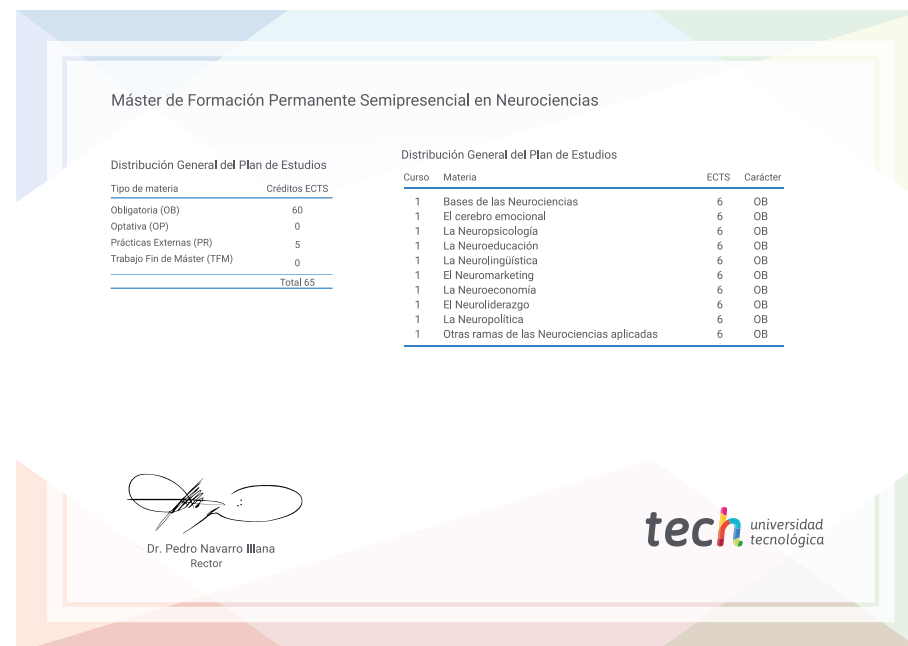 Máster de Formación Permanente Semipresencial en Neurociencias
Distribución General del Plan de Estudios
Tipo de materia Créditos ECTS
Obligatoria (OB) 60
Optativa (OP) 0
Prácticas Externas (PR) 5
Trabajo Fin de Máster (TFM) 0
Total 65
Distribución General del Plan de Estudios
Curso Materia ECTS Carácter
1 Bases de las Neurociencias 6 OB
1 El cerebro emocional 6 OB
1 La Neuropsicología 6 OB
1 La Neuroeducación 6 OB
1 La Neurolingüística 6 OB
1 El Neuromarketing 6 OB
1 La Neuroeconomía 6 OB
1 El Neuroliderazgo 6 OB
1 La Neuropolítica 6 OB
1 Otras ramas de las Neurociencias aplicadas 6 OB
Dr. Pedro Navarro Illana
Rector
tech universidad
tecnológica